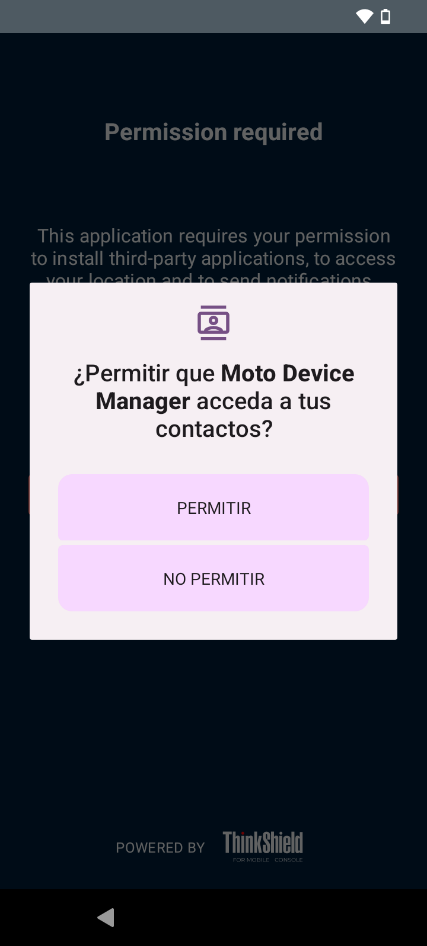 Permission required
This application requires your permission
to install third-party applications, to access
your location and to send notifications.
¿Permitir que Moto Device
Manager acceda a tus
contactos?
PERMITIR
NO PERMITIR
POWERED BY
ThinkShield
FOR MOBILE CONSOLE